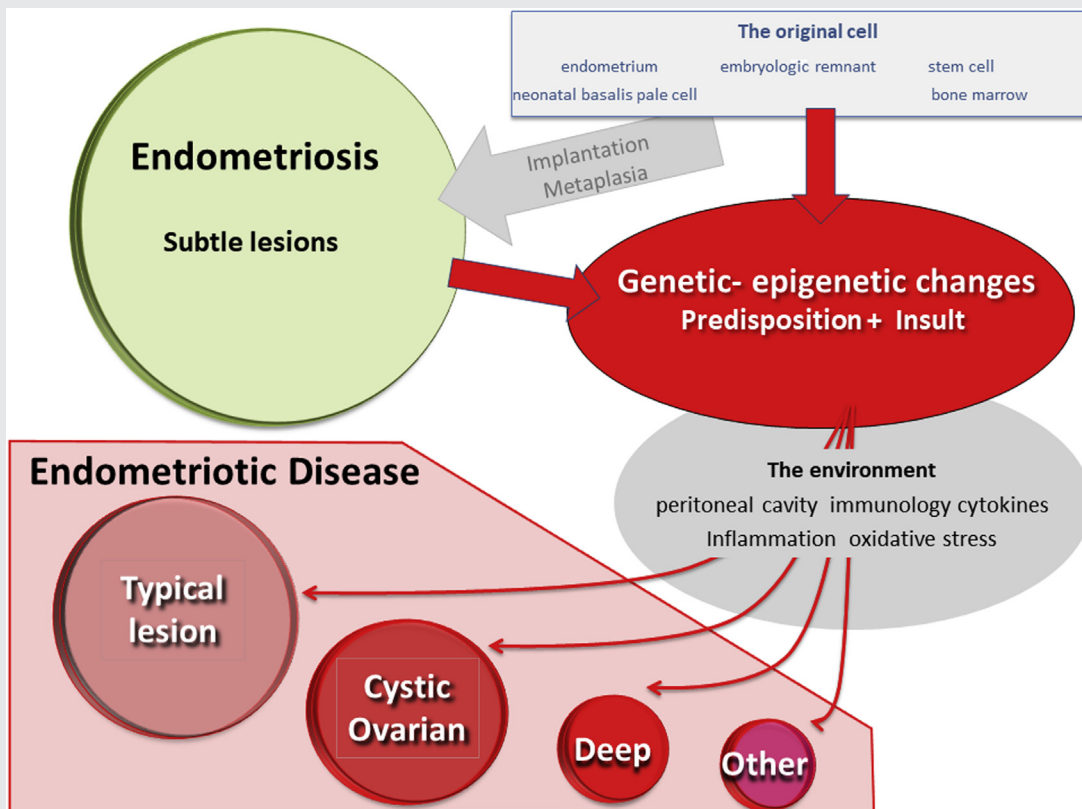 The original cell
endometrium embryologic remnant stem cell
neonatal basalis pale cell bone marrow
Implantation
Metaplasia
Endometriosis
Subtle lesions
Genetic- epigenetic changes
Predisposition + Insult
The environment
peritoneal cavity immunology cytokines
Inflammation oxidative stress
Endometriotic Disease
Typical
lesion
Cystic
Ovarian
Deep
Other